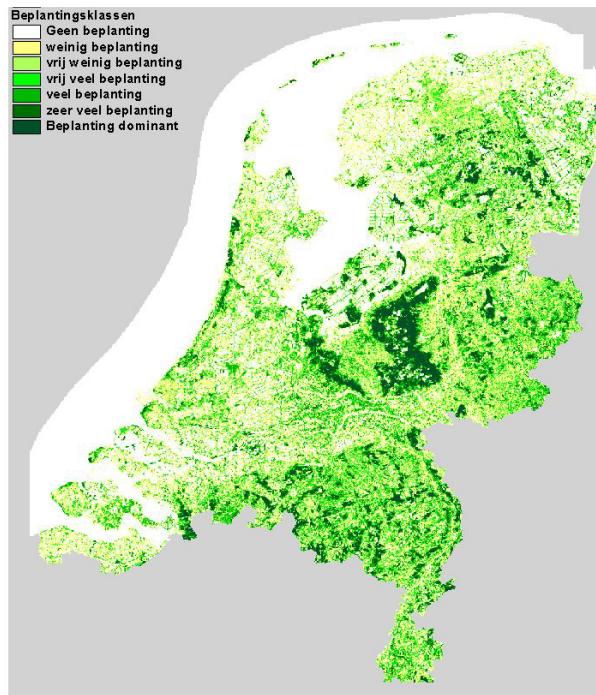 Beplantingsklassen
Geen beplanting
weinig beplanting
vrij weinig beplanting
vrij veel beplanting
veel beplanting
zeer veel beplanting
Beplanting dominant